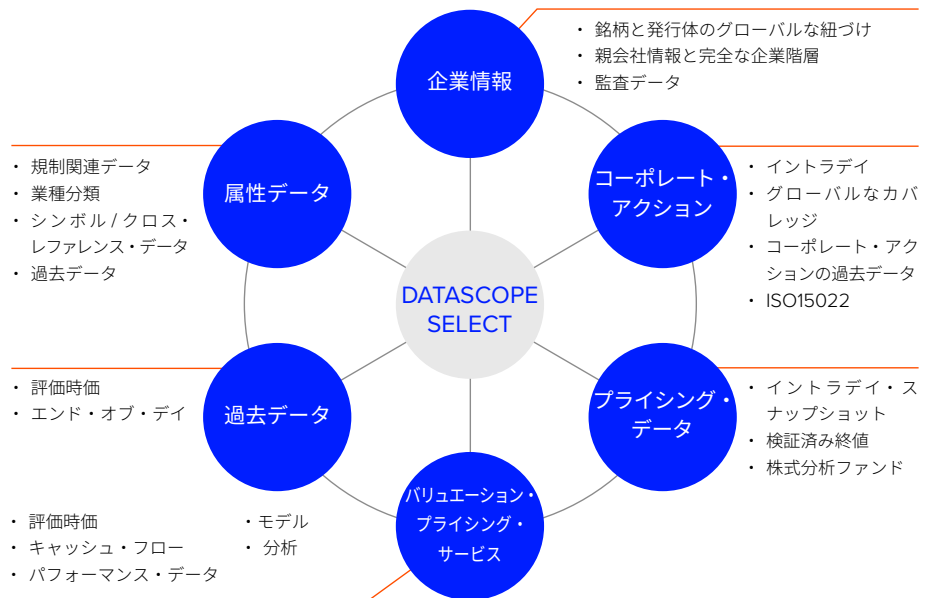 企業情報
・ 銘柄と発行体のグローバルな紐づけ
・ 親会社情報と完全な企業階層
・ 監査データ
コーポレート・
アクション
・ イントラデイ
・ グローバルなカバ
レッジ
・ コーポレート・アク
ションの過去データ
・ ISO15022
プライシング・
データ
・ イントラデイ・ス
ナップショット
・ 検証済み終値
・ 株式分析ファンド
バリュエーション・
プライシング・
サービス
・ 評価時価
・ キャッシュ・フロー
・ パフォーマンス・データ
・モデル
・ 分析
過去データ
・ 評価時価
・ エンド・オブ・デイ
属性データ
・ 規制関連データ
・ 業種分類
・ シンボル / クロス・
レファレンス・データ
・ 過去データ
DATASCOPE
SELECT